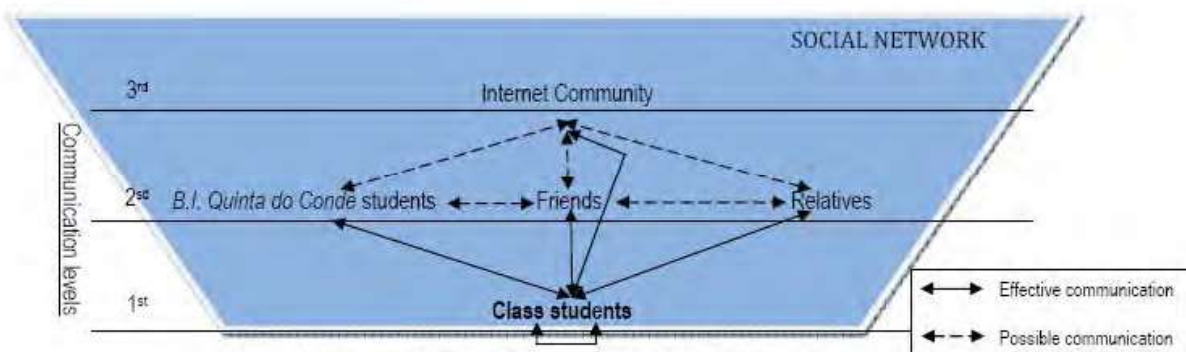 SOCIAL NETWORK
3rd
Internet Community
Communication levels
2sd
B.I. Quinta do Conde students
Friends
Relatives
1st
Class students
Effective communication
Possible communication